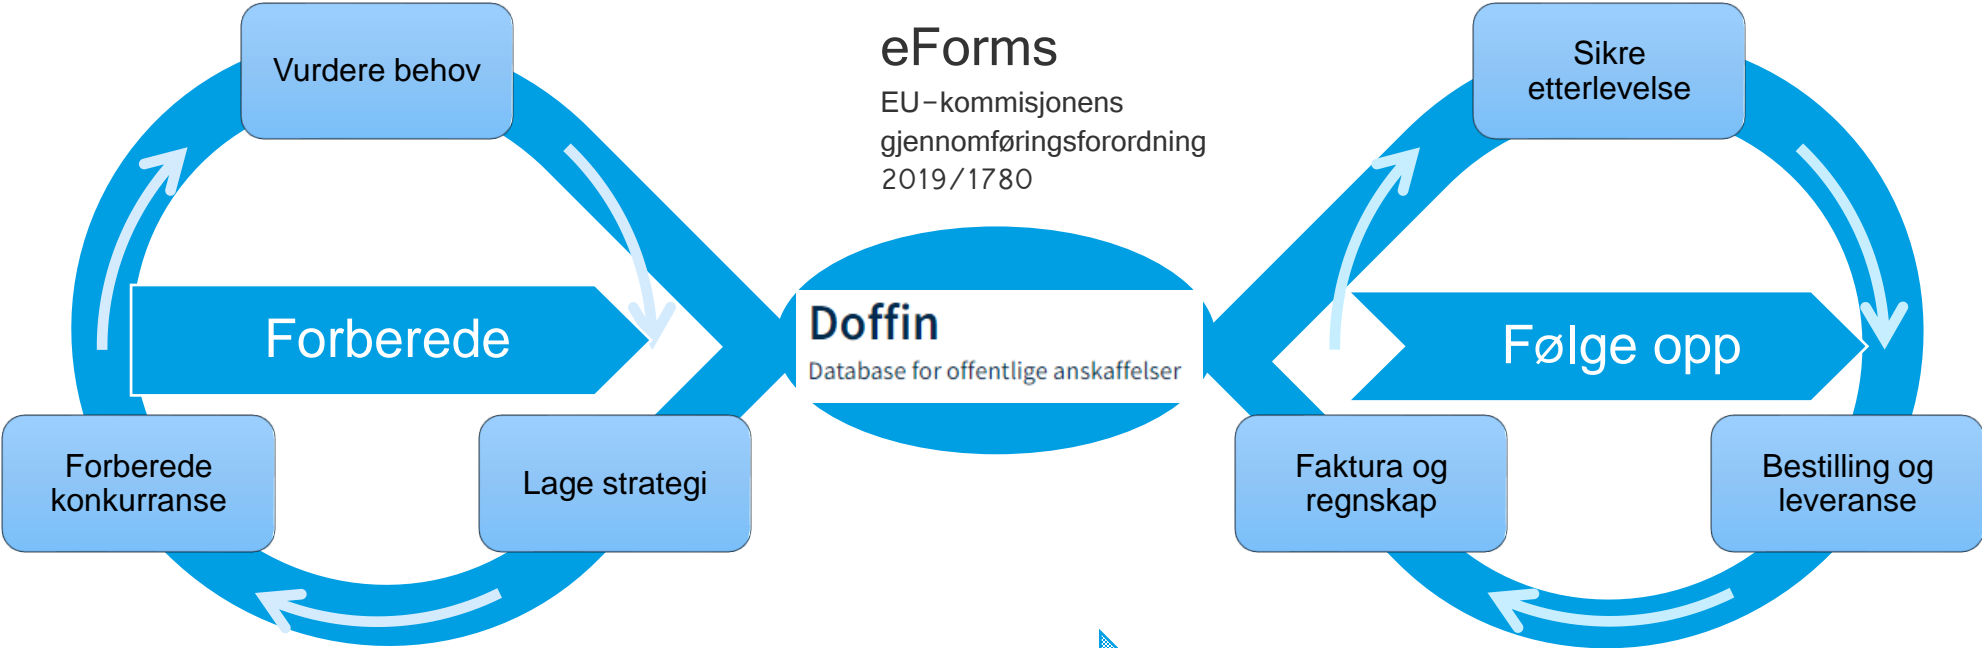 Vurdere behov
Forberede
Forberede
konkurranse
Lage strategi
eForms
EU-kommisjonens
gjennomføringsforordning
2019/1780
Doffin
Database for offentlige anskaffelser
Sikre
etterlevelse
Følge opp
Faktura og
regnskap
Bestilling og
leveranse